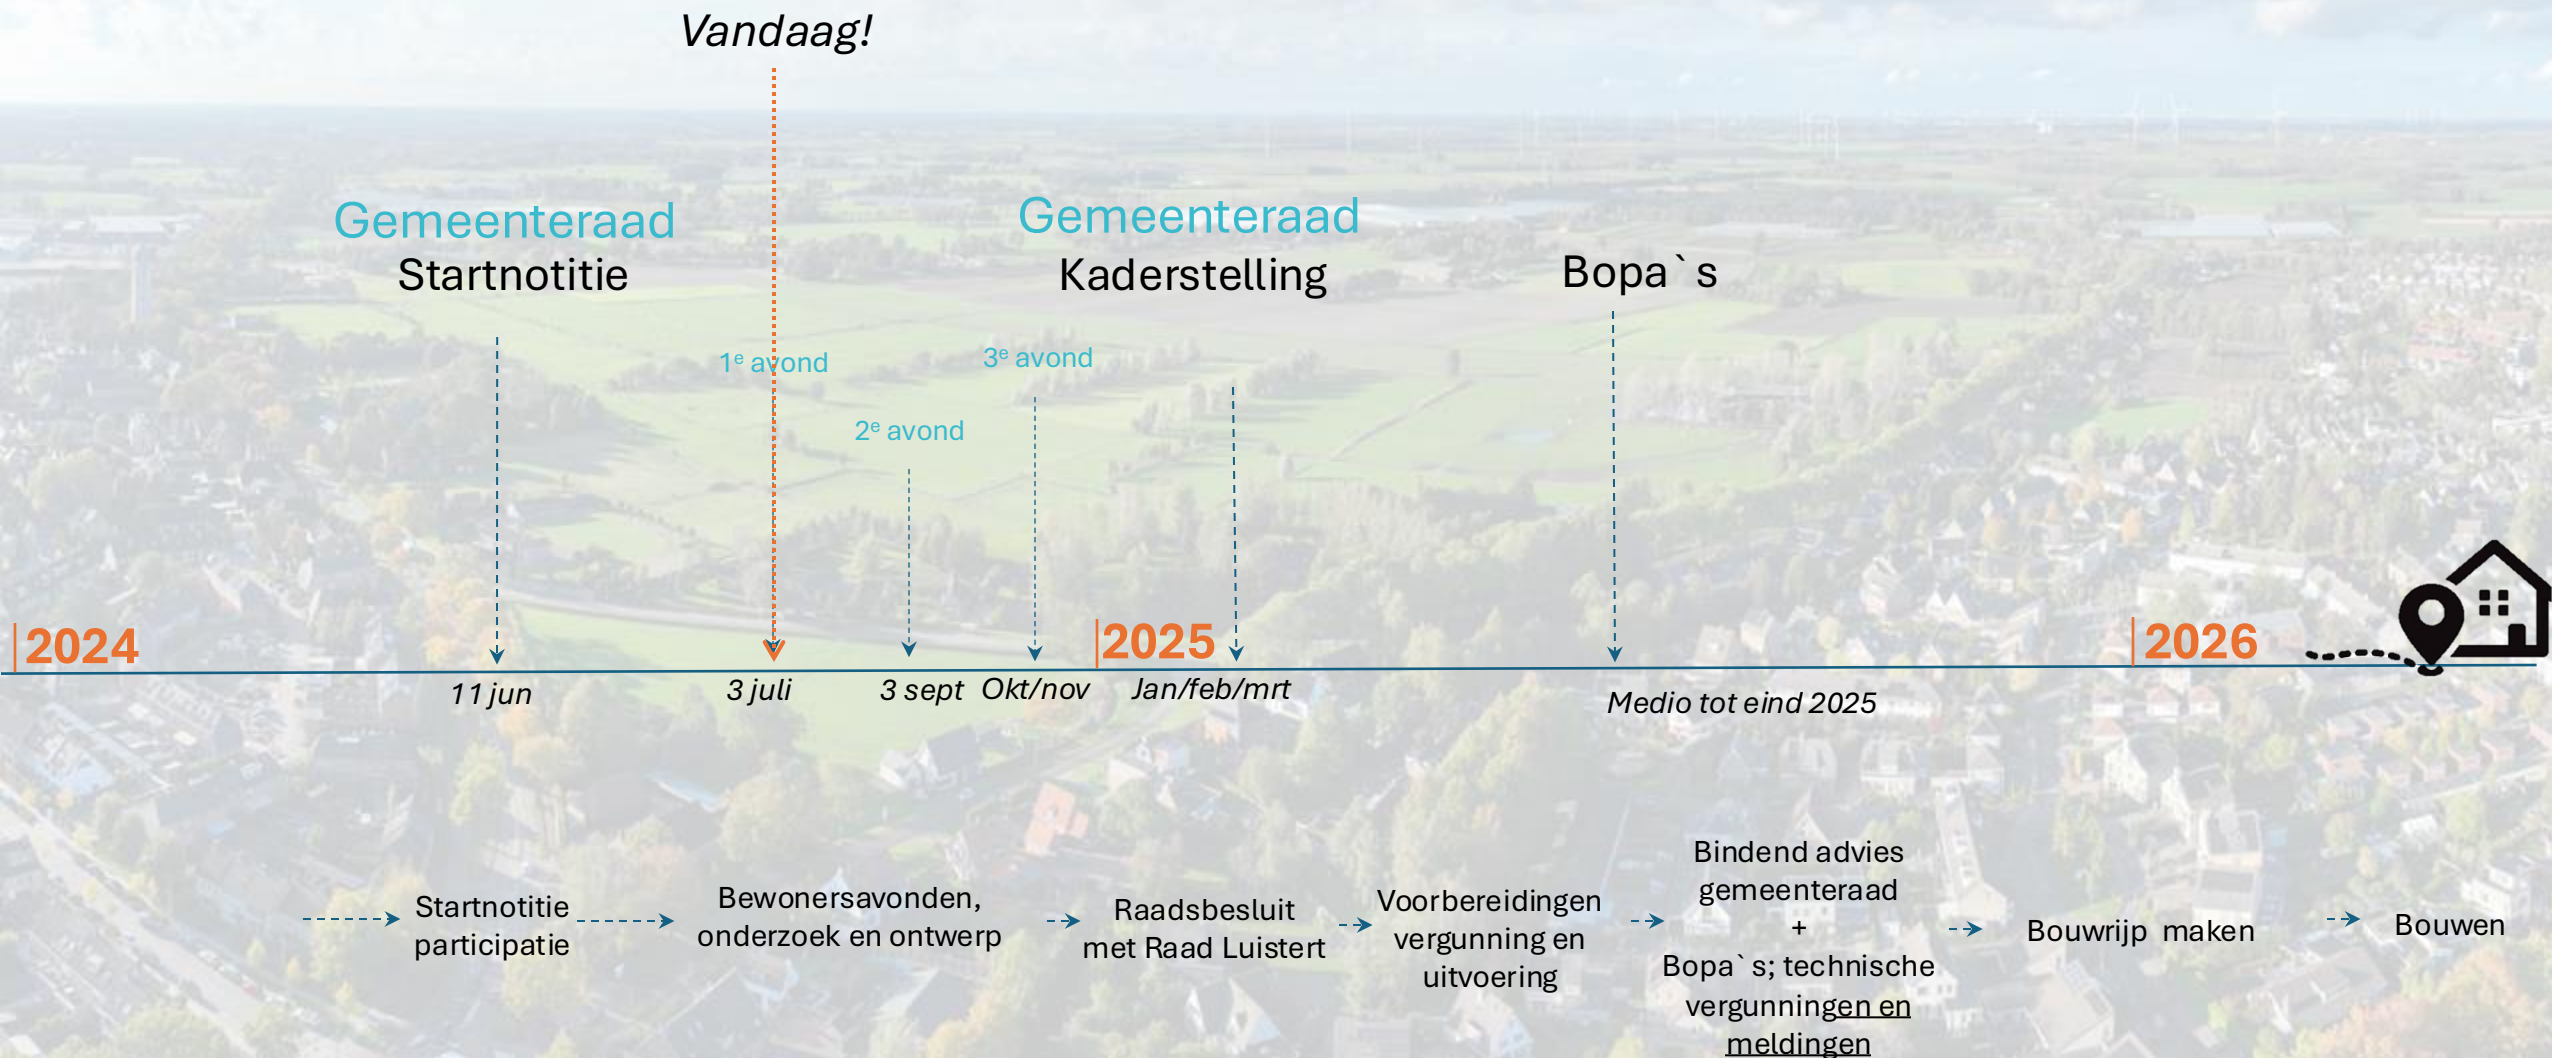 Vandaag!
Gemeenteraad
Startnotitie
Gemeenteraad
Kaderstelling
Bopa`s
1e avond
2e avond
3e avond
2024
2025
2026
11 jun
3 juli
3 sept
Okt/nov
Jan/feb/mrt
Medio tot eind 2025
Startnotitie
participatie
Bewonersavonden,
onderzoek en ontwerp
Raadsbesluit
met Raad Luistert
Voorbereidingen
vergunning en
uitvoering
Bindend advies
gemeenteraad
+
Bopa`s; technische
vergunningen en
meldingen
Bouwrijp maken
Bouwen